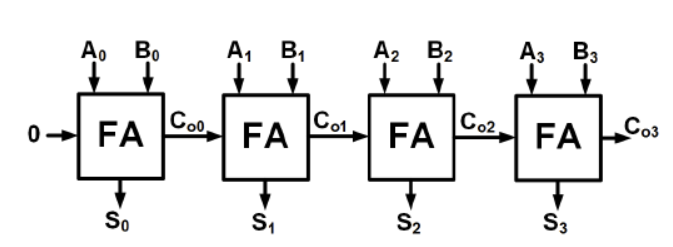 A0 B0 A1 B1 A2 B2 A3 B3
0 FA Co0 FA Co1 FA Co2 FA Co3
S0 S1 S2 S3